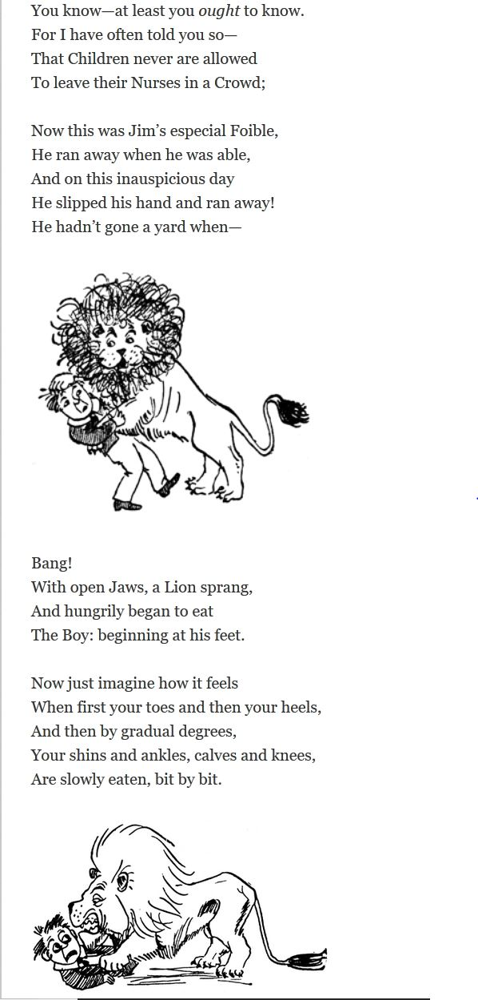 You know—at least you ought to know.
For I have often told you so—
That Children never are allowed
To leave their Nurses in a Crowd;
Now this was Jim’s especial Foible,
He ran away when he was able,
And on this inauspicious day
He slipped his hand and ran away!
He hadn’t gone a yard when—
Bang!
With open Jaws, a Lion sprang,
And hungrily began to eat
The Boy: beginning at his feet.
Now just imagine how it feels
When first your toes and then your heels,
And then by gradual degrees,
Your shins and ankles, calves and knees,
Are slowly eaten, bit by bit.